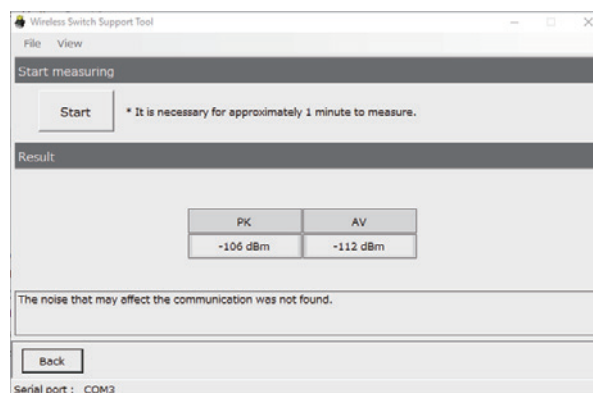 Wireless Switch Support Tool
File View
Start measuring
Start * It is necessary for approximately 1 minute to measure.
Result
PK AV
-106 dBm -112 dBm
The noise that may affect the communication was not found.
Back
Serial port : COM3